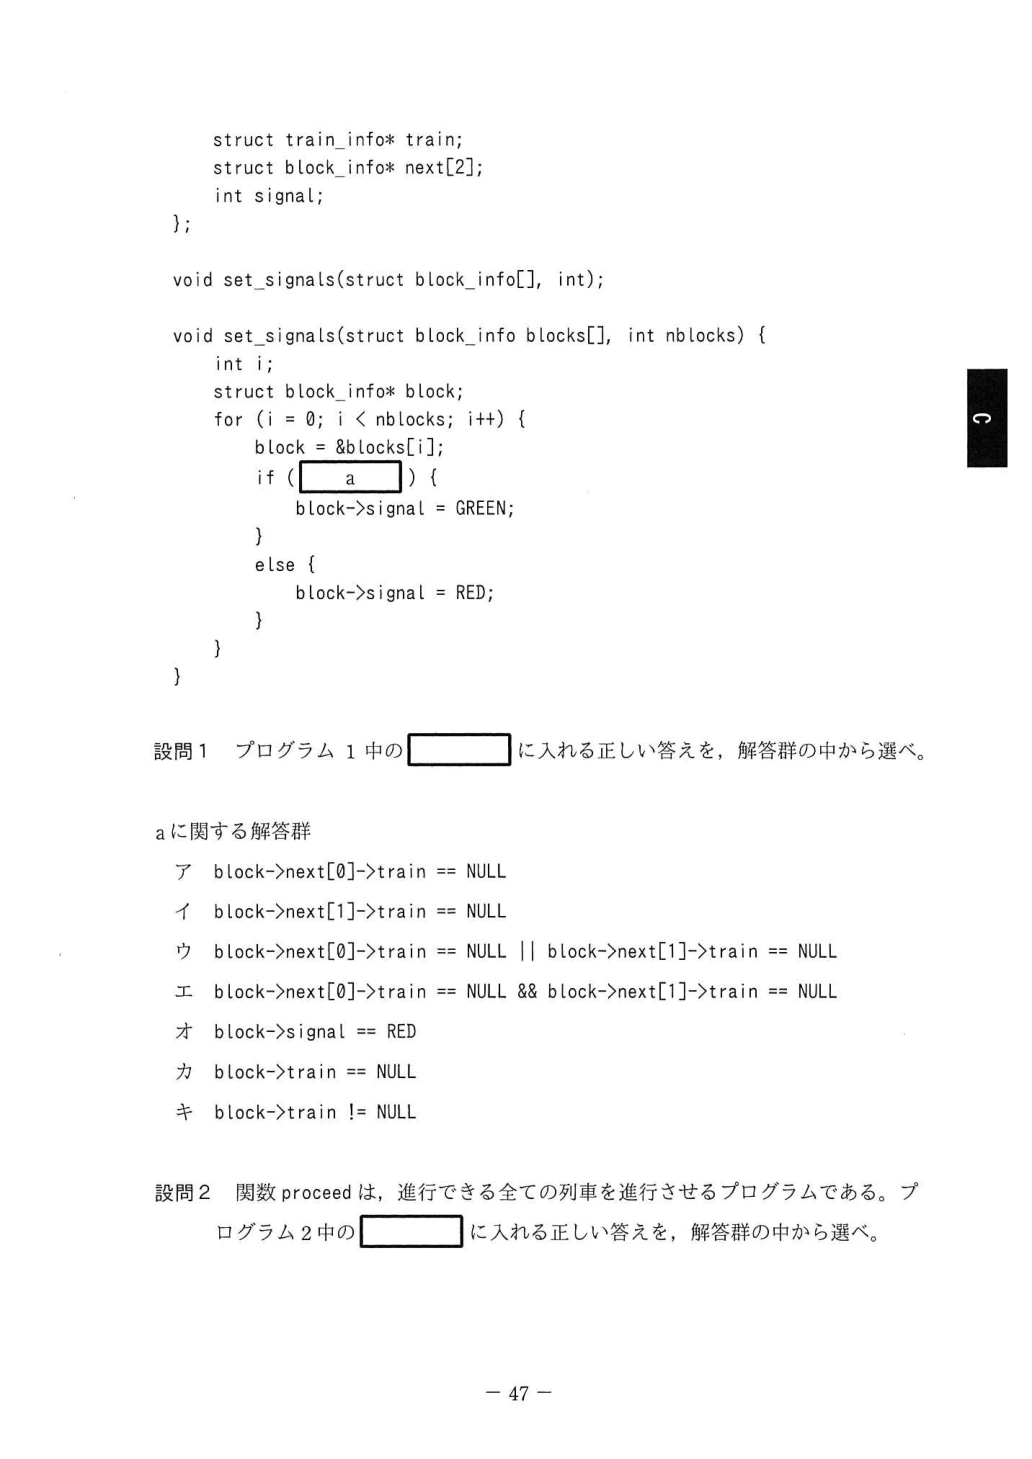 struct train_info* train;
struct block_info* next[2];
int signal;
};
void set_signals(struct block_info[], int);
void set_signals(struct block_info blocks[], int nblocks) {
int i;
struct block_info* block;
for (i = 0; i < nblocks; i++) {
block = &blocks[i];
if ( a ) {
block->signal = GREEN;
}
else {
block->signal = RED;
}
}
}
C
設問1 プログラム 1 中の に入れる正しい答えを，解答群の中から選べ。
aに関する解答群
ア block->next[0]->train == NULL
イ block->next[1]->train == NULL
ウ block->next[0]->train == NULL || block->next[1]->train == NULL
エ block->next[0]->train == NULL && block->next[1]->train == NULL
オ block->signal == RED
カ block->train == NULL
キ block->train != NULL
設問2 関数 proceed は，進行できる全ての列車を進行させるプログラムである。プ
ログラム 2 中の に入れる正しい答えを，解答群の中から選べ。
－ 47 －